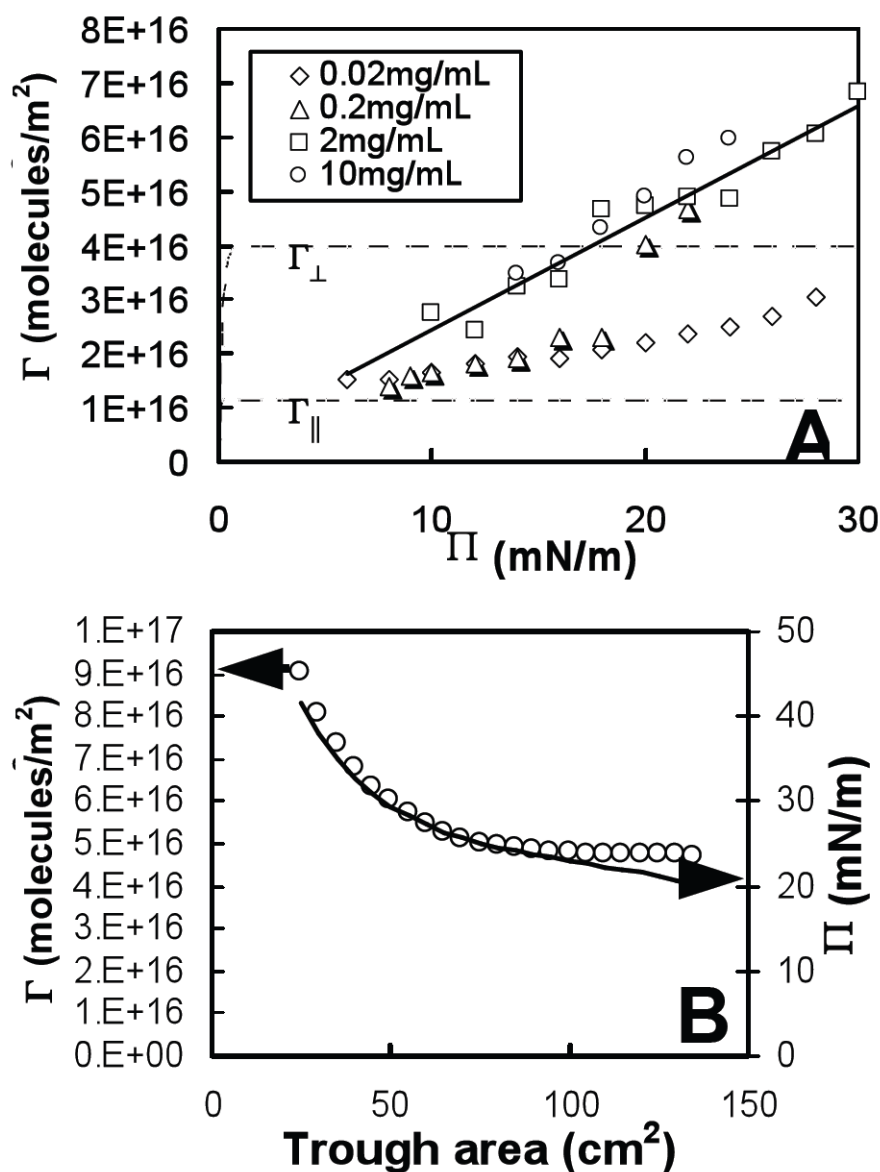 8E+16
7E+16
6E+16
5E+16
4E+16
3E+16
2E+16
1E+16
0
Γ (molecules/m²)
◇ 0.02mg/mL
△ 0.2mg/mL
□ 2mg/mL
○ 10mg/mL
Γ⊥
Γ||
A
0 10 20 30
Π (mN/m)
1.E+17
9.E+16
8.E+16
7.E+16
6.E+16
5.E+16
4.E+16
3.E+16
2.E+16
1.E+16
0.E+00
Γ (molecules/m²)
50
40
30
20
10
0
Π (mN/m)
B
0 50 100 150
Trough area (cm²)